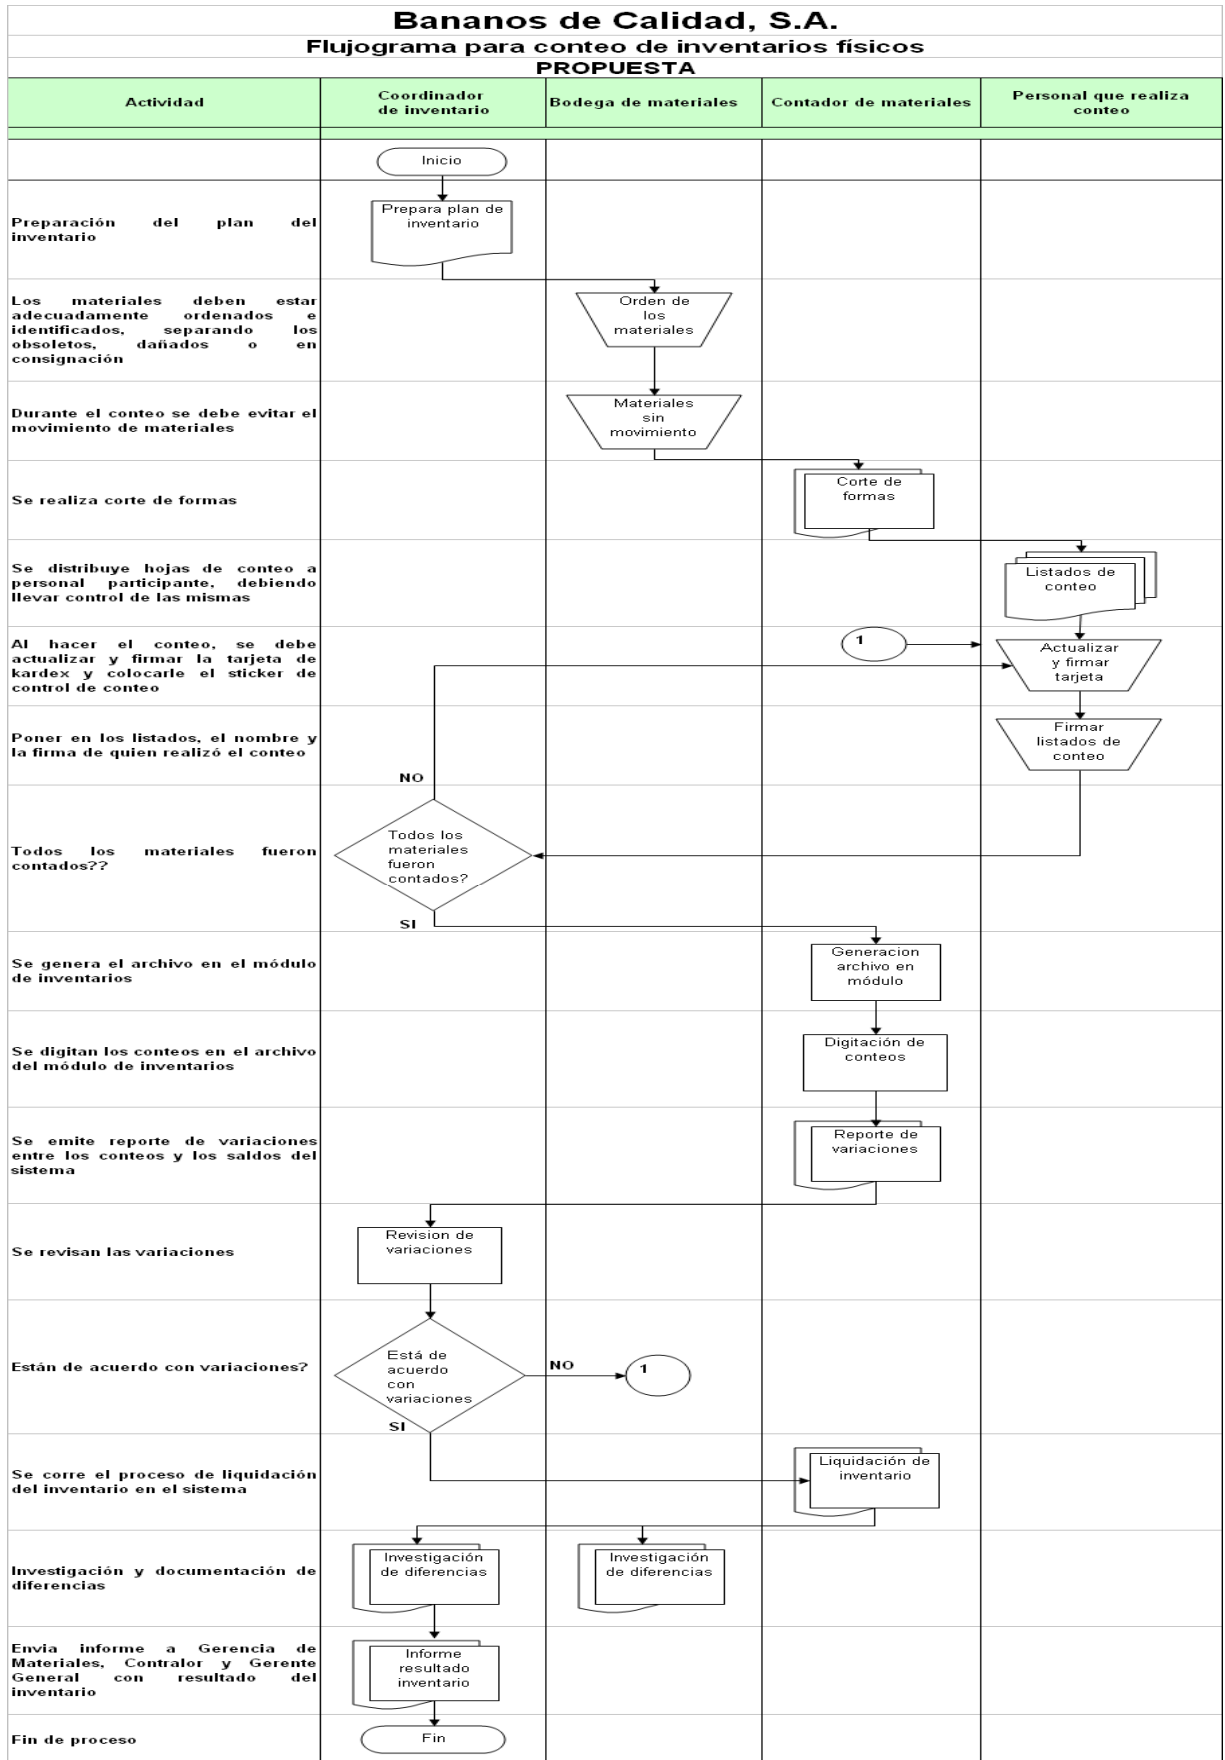 Bananos de Calidad, S.A.
Flujograma para conteo de inventarios físicos
PROPUESTA
Actividad
Coordinador
de inventario
Bodega de materiales
Contador de materiales
Personal que realiza
conteo
Inicio
Preparación del plan del
inventario
Prepara plan de
inventario
Los materiales deben estar
adecuadamente ordenados e
identificados, separando los
obsoletos, dañados o en
consignación
Orden de
los
materiales
Durante el conteo se debe evitar el
movimiento de materiales
Materiales
sin
movimiento
Se realiza corte de formas
Corte de
formas
Se distribuye hojas de conteo a
personal participante, debiendo
llevar control de las mismas
Listados de
conteo
Al hacer el conteo, se debe
actualizar y firmar la tarjeta de
kardex y colocarle el sticker de
control de conteo
1
Actualizar
y firmar
tarjeta
Poner en los listados, el nombre y
la firma de quien realizó el conteo
Firmar
listados de
conteo
NO
Todos los materiales fueron
contados??
Todos los
materiales
fueron
contados?
SI
Se genera el archivo en el módulo
de inventarios
Generacion
archivo en
módulo
Se digitan los conteos en el archivo
del módulo de inventarios
Digitación de
conteos
Se emite reporte de variaciones
entre los conteos y los saldos del
sistema
Reporte de
variaciones
Se revisan las variaciones
Revision de
variaciones
Están de acuerdo con variaciones?
Está de
acuerdo
con
variaciones
NO
1
SI
Se corre el proceso de liquidación
del inventario en el sistema
Liquidación de
inventario
Investigación y documentación de
diferencias
Investigación
de diferencias
Investigación
de diferencias
Envia informe a Gerencia de
Materiales, Contralor y Gerente
General con resultado del
inventario
Informe
resultado
inventario
Fin de proceso
Fin